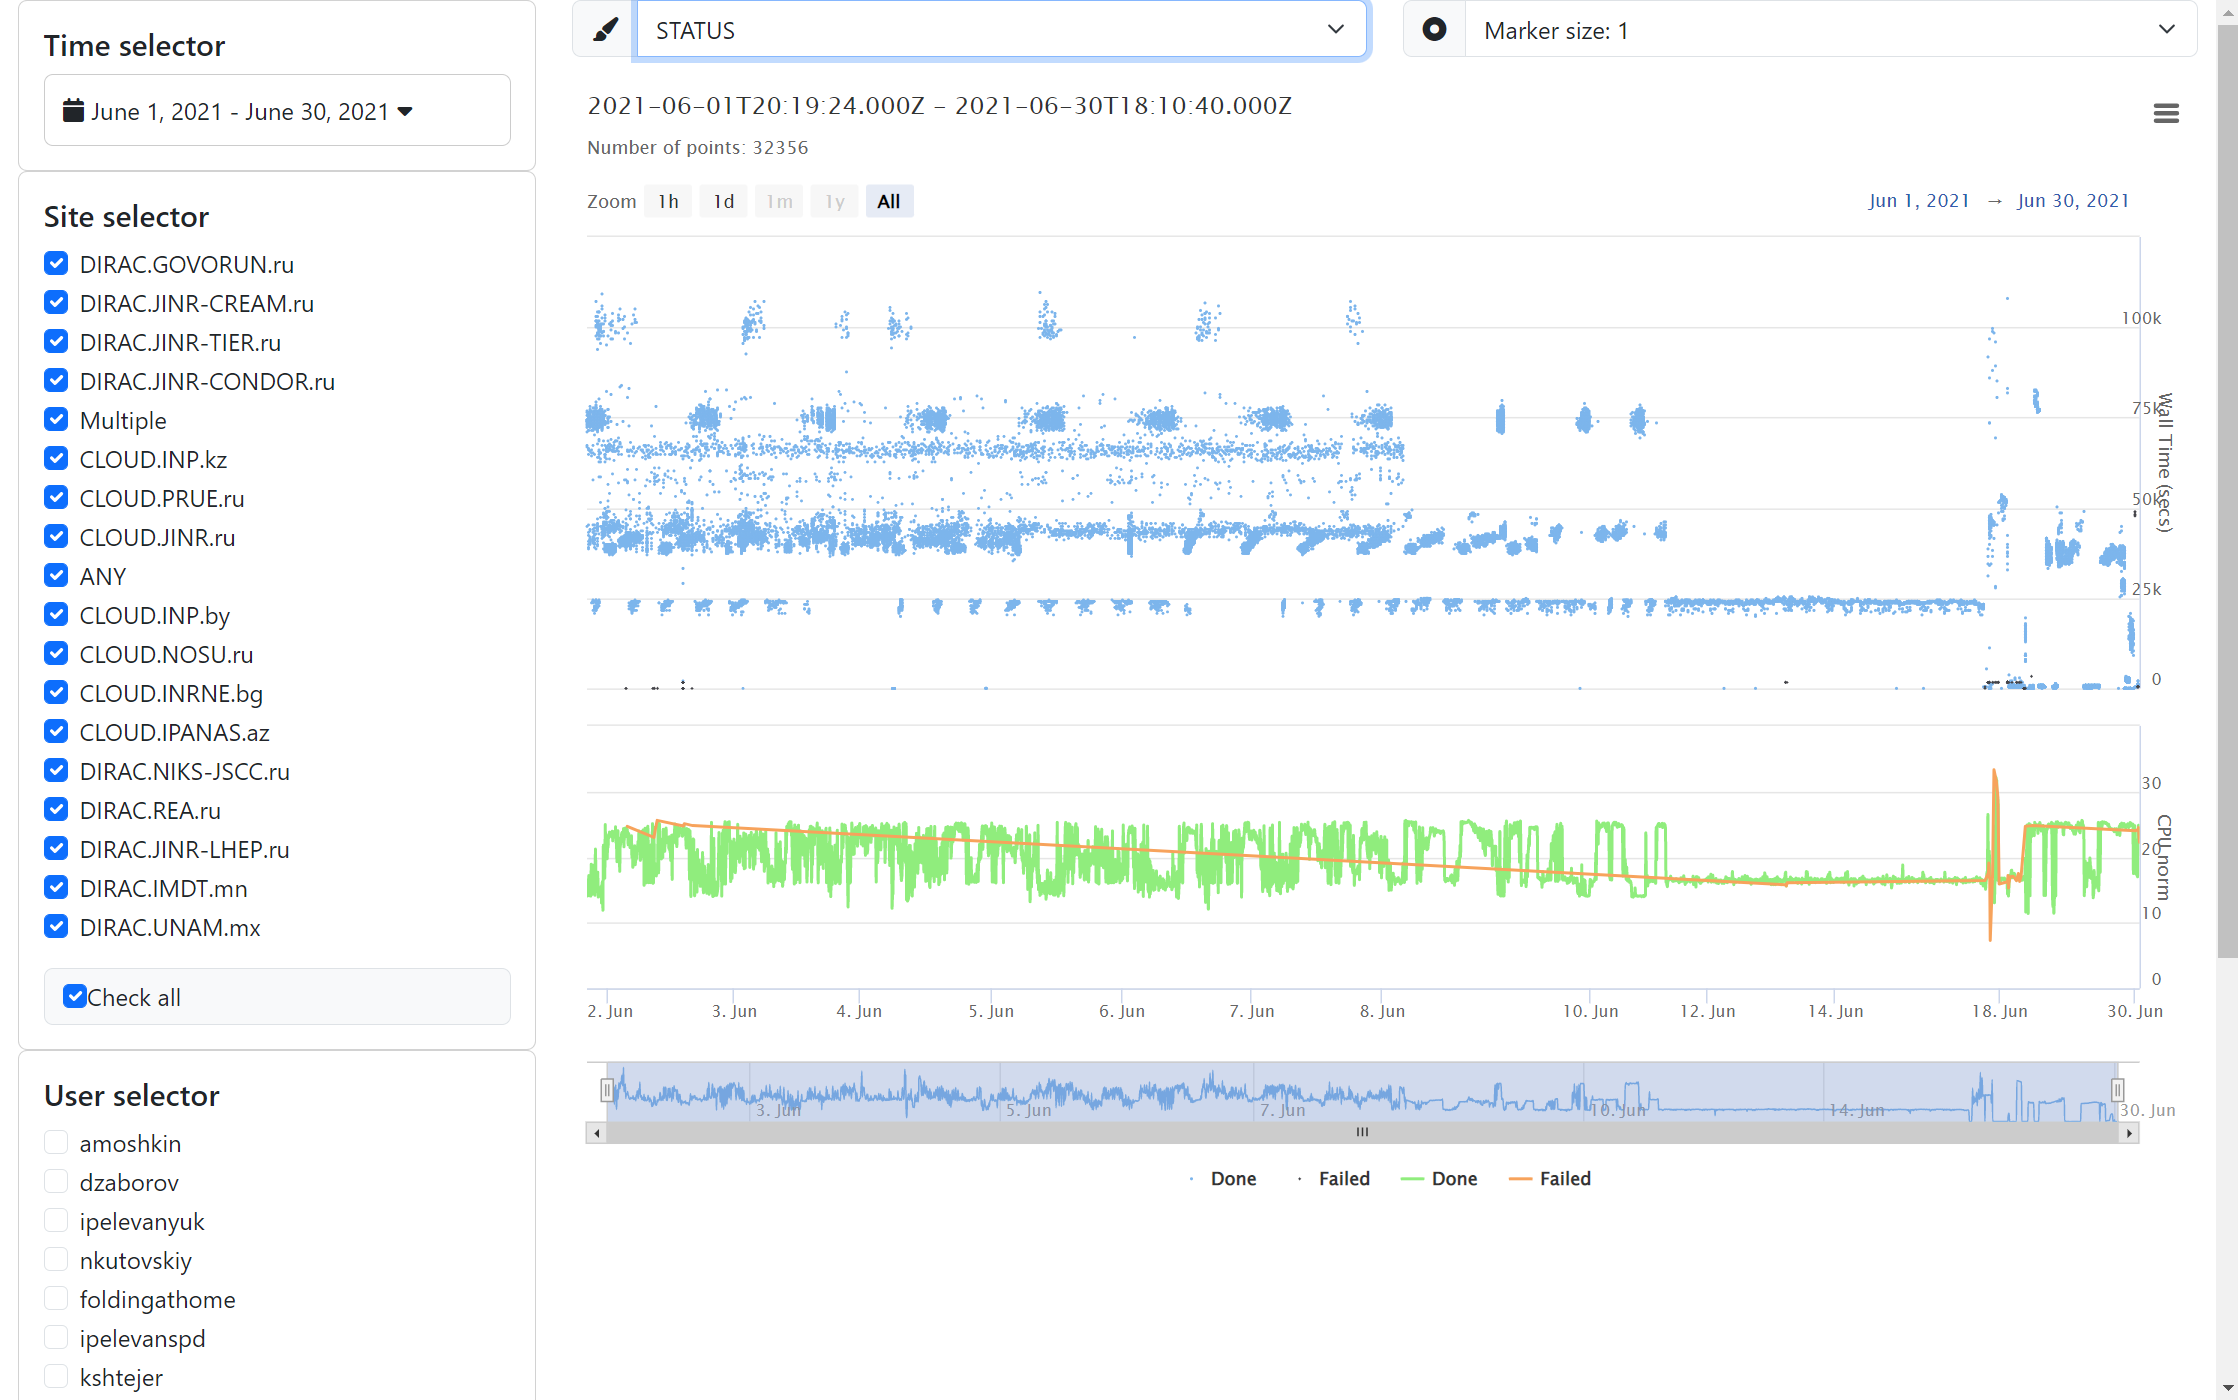 Time selector
June 1, 2021 - June 30, 2021
Site selector
DIRAC.GOVORUN.ru
DIRAC.JINR-CREAM.ru
DIRAC.JINR-TIER.ru
DIRAC.JINR-CONDOR.ru
Multiple
CLOUD.INP.kz
CLOUD.PRUE.ru
CLOUD.JINR.ru
ANY
CLOUD.INP.by
CLOUD.NOSU.ru
CLOUD.INRNE.bg
CLOUD.IPANAS.az
DIRAC.NIKS-JSCC.ru
DIRAC.REA.ru
DIRAC.JINR-LHEP.ru
DIRAC.IMDT.mn
DIRAC.UNAM.mx
Check all
User selector
amoshkin
dzaborov
ipelevanyuk
nkutovskiy
foldingathome
ipelevanspd
kshtejer
STATUS
Marker size: 1
2021-06-01T20:19:24.000Z - 2021-06-30T18:10:40.000Z
Number of points: 32356
Zoom 1h 1d 1m 1y All
Jun 1, 2021 → Jun 30, 2021
100k
75k
50k
25k
0
Wall Time (secs)
30
20
10
0
CPU norm
2. Jun 3. Jun 4. Jun 5. Jun 6. Jun 7. Jun 8. Jun 10. Jun 12. Jun 14. Jun 18. Jun 30. Jun
3. Jun 5. Jun 7. Jun 10. Jun 14. Jun 30. Jun
Done Failed Done Failed